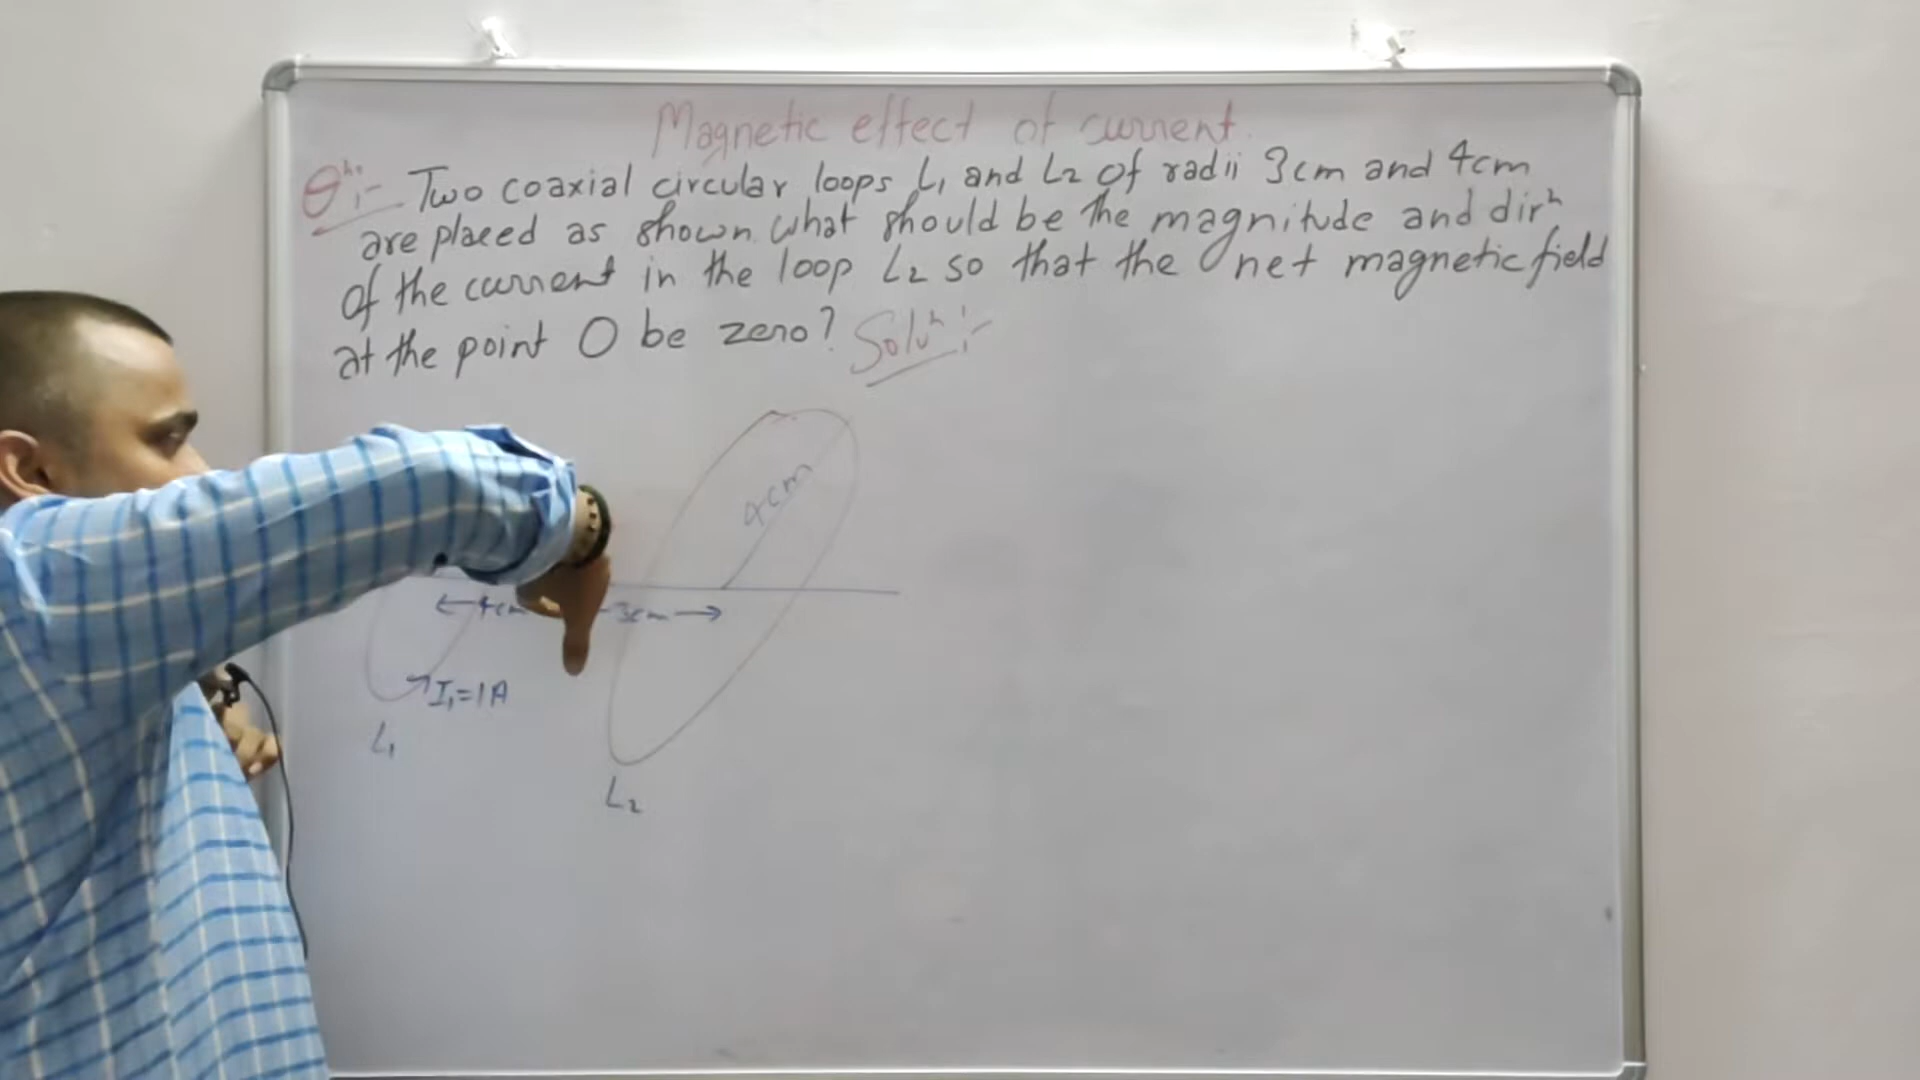 Magnetic effect of current.
Qn:- Two coaxial circular loops L1 and L2 of radii 3cm and 4cm
are placed as shown. what should be the magnitude and dirn
of the current in the loop L2 so that the net magnetic field
at the point O be zero? Solun:-
4cm
3cm
I1=1A
L1
L2